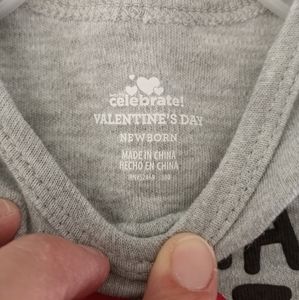 celebrate!
VALENTINE'S DAY
NEWBORN
MADE IN CHINA
HECHO EN CHINA